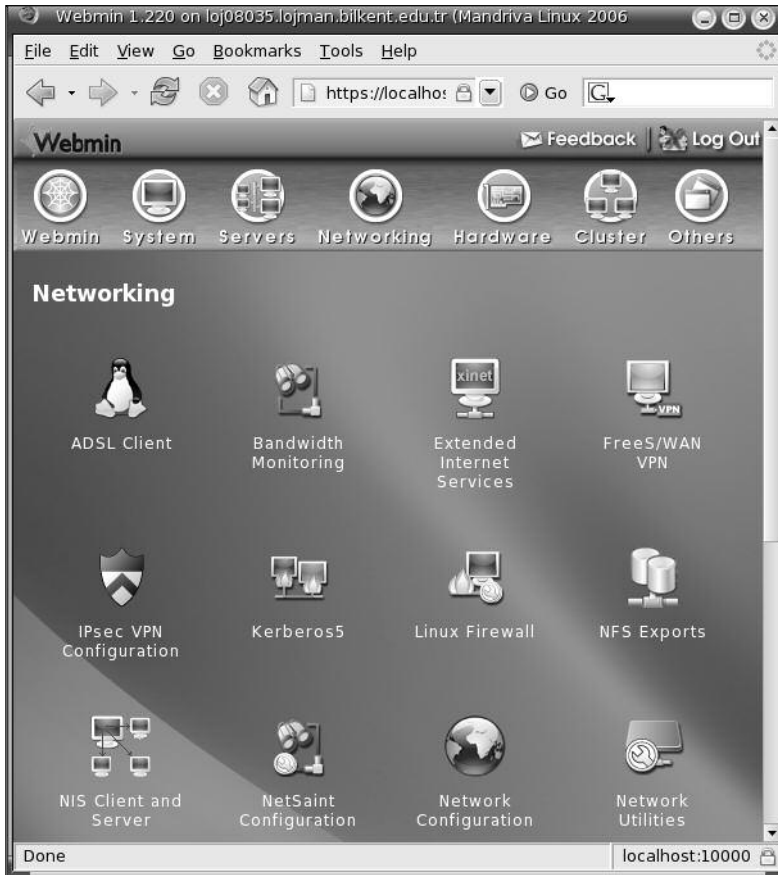 Webmin 1.220 on loj08035.lojman.bilkent.edu.tr (Mandriva Linux 2006
File Edit View Go Bookmarks Tools Help
https://localhos Go G
Webmin Feedback Log Out
Webmin System Servers Networking Hardware Cluster Others
Networking
xinet
VPN
ADSL Client Bandwidth Extended FreeS/WAN
Monitoring Internet VPN
Services
IPsec VPN Kerberos5 Linux Firewall NFS Exports
Configuration
NIS Client and NetSaint Network Network
Server Configuration Configuration Utilities
Done localhost:10000